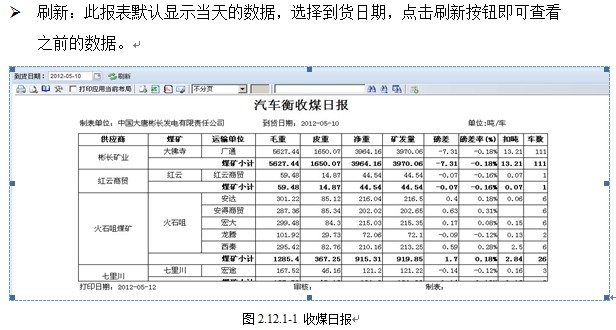 刷新：此报表默认显示当天的数据，选择到货日期，点击刷新按钮即可查看
之前的数据。
到货日期： 2012-05-10 刷新
打印应用当前布局 不分页
汽车衡收煤日报
制表单位：中国大唐彬长发电有限责任公司 到货日期：2012-05-10 单位：吨/车
供应商 煤矿 运输单位 毛重 皮重 净重 矿发量 磅差 磅差率(%) 扣吨 车数
彬长矿业 大佛寺 广通 5627.44 1650.07 3964.16 3970.06 -7.31 -0.18% 13.21 111
煤矿小计 5627.44 1650.07 3964.16 3970.06 -7.31 -0.18% 13.21 111
红云商贸 红云 红云商贸 59.48 14.87 44.54 44.54 -0.07 -0.16% 0.07 1
煤矿小计 59.48 14.87 44.54 44.54 -0.07 -0.16% 0.07 1
火石咀煤矿 火石咀 安达 301.22 85.12 216.04 216.5 0.4 0.18% 0.06 6
安得商贸 287.36 85.34 202.02 202.65 0.63 0.31% 6
宏大 299.48 84.3 215.03 215.35 0.17 0.08% 0.15 6
龙腾 101.92 29.73 72.06 72.1 -0.09 -0.12% 0.13 2
西秦 295.42 82.76 210.16 213.25 0.59 0.28% 2.5 6
煤矿小计 1285.4 367.25 915.31 919.85 1.7 0.18% 2.84 26
七里川 七里川 宏途 167.52 46.16 121.2 121.22 -0.14 -0.12% 0.16 3
打印日期：2012-05-12 审核： 制表：
图 2.12.1-1 收煤日报